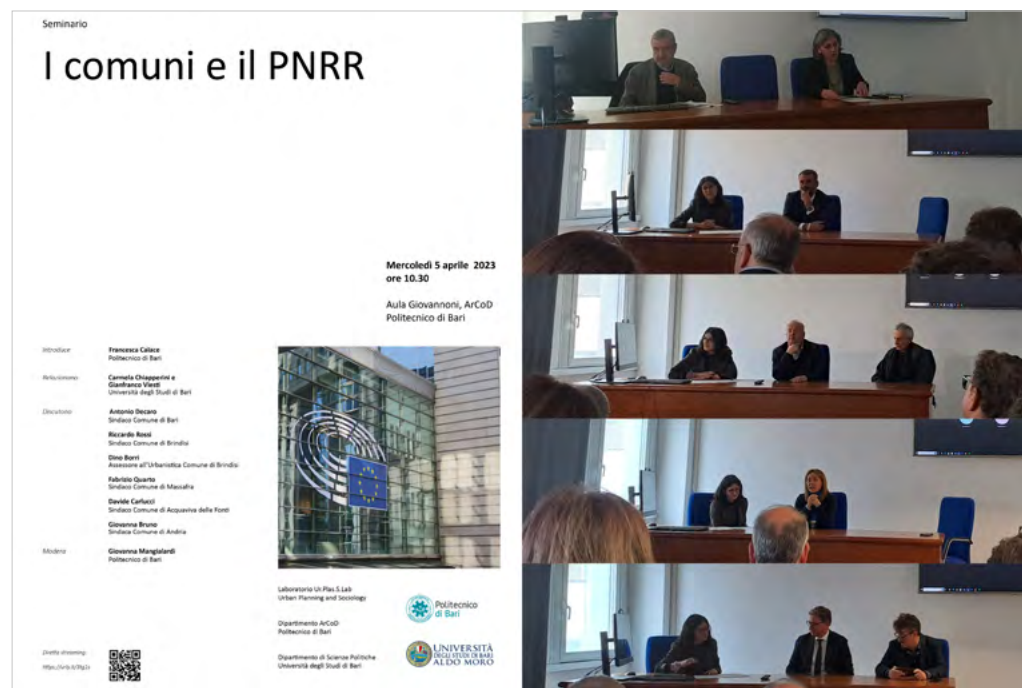 Seminario
I comuni e il PNRR
Mercoledì 5 aprile 2023
ore 10.30
Aula Giovannoni, ArCoD
Politecnico di Bari
Introduce
Francesca Calace
Politecnico di Bari
Relazionano
Carmela Chiapperini e
Gianfranco Viesti
Università degli Studi di Bari
Discutono
Antonio Decaro
Sindaco Comune di Bari
Riccardo Rossi
Sindaco Comune di Brindisi
Dino Borri
Assessore all'Urbanistica Comune di Brindisi
Fabrizio Quarto
Sindaco Comune di Massafra
Davide Carlucci
Sindaco Comune di Acquaviva delle Fonti
Giovanna Bruno
Sindaca Comune di Andria
Modera
Giovanna Mangialardi
Politecnico di Bari
Laboratorio Ur.Plas.S.Lab
Urban Planning and Sociology
Dipartimento ArCoD
Politecnico di Bari
Dipartimento di Scienze Politiche
Università degli Studi di Bari
Politecnico
di Bari
UNIVERSITÀ
DEGLI STUDI DI BARI
ALDO MORO
Diretta streaming